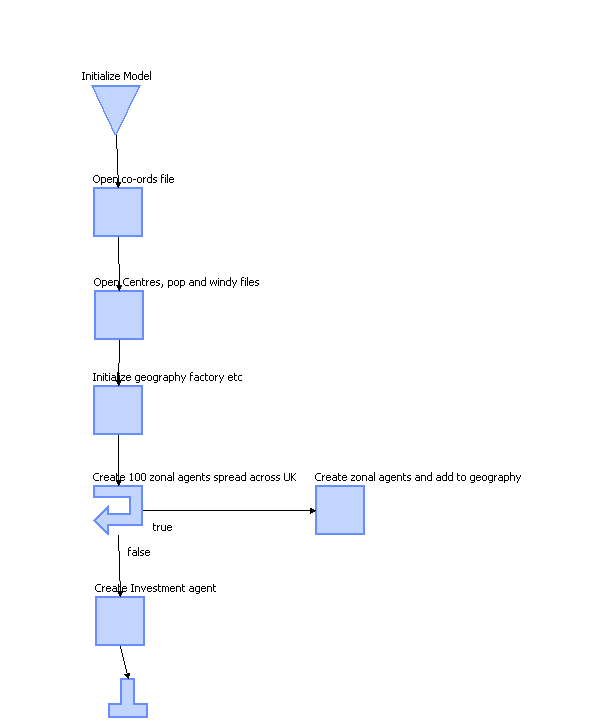 Initialize Model
Open co-ords file
Open Centres, pop and windy files
Initialize geography factory etc
Create 100 zonal agents spread across UK
Create zonal agents and add to geography
true
false
Create Investment agent